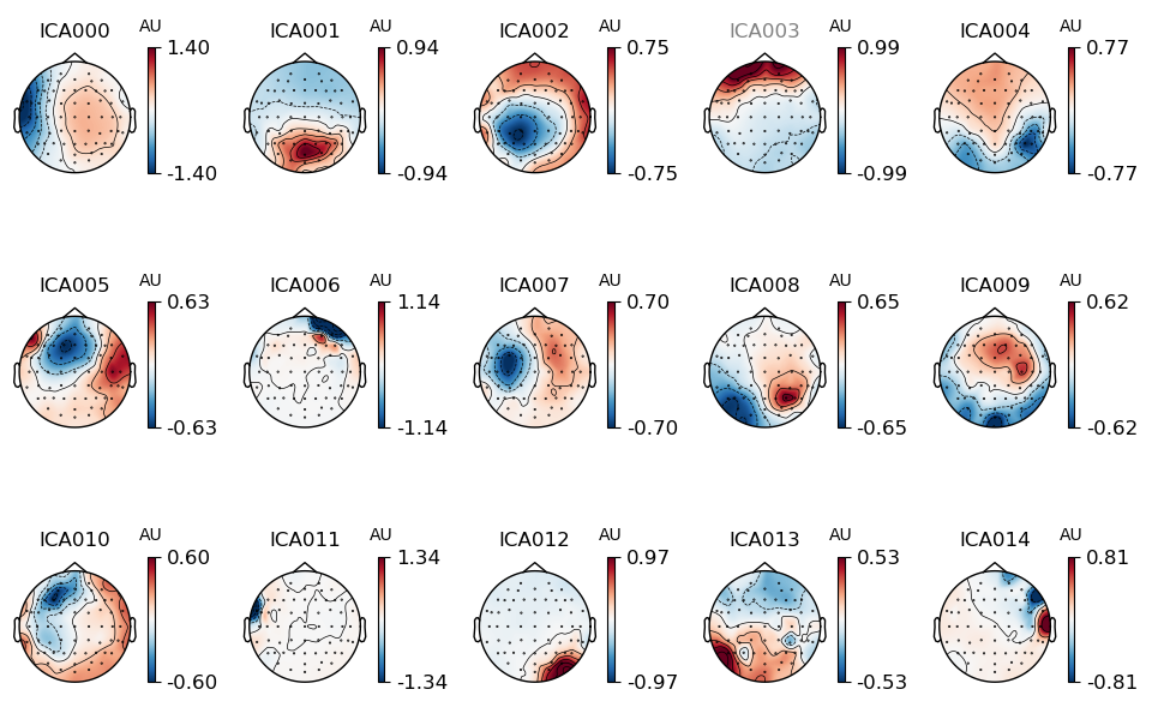 ICA000 AU ICA001 AU ICA002 AU ICA003 AU ICA004 AU
1.40 0.94 0.75 0.99 0.77
-1.40 -0.94 -0.75 -0.99 -0.77
ICA005 AU ICA006 AU ICA007 AU ICA008 AU ICA009 AU
0.63 1.14 0.70 0.65 0.62
-0.63 -1.14 -0.70 -0.65 -0.62
ICA010 AU ICA011 AU ICA012 AU ICA013 AU ICA014 AU
0.60 1.34 0.97 0.53 0.81
-0.60 -1.34 -0.97 -0.53 -0.81